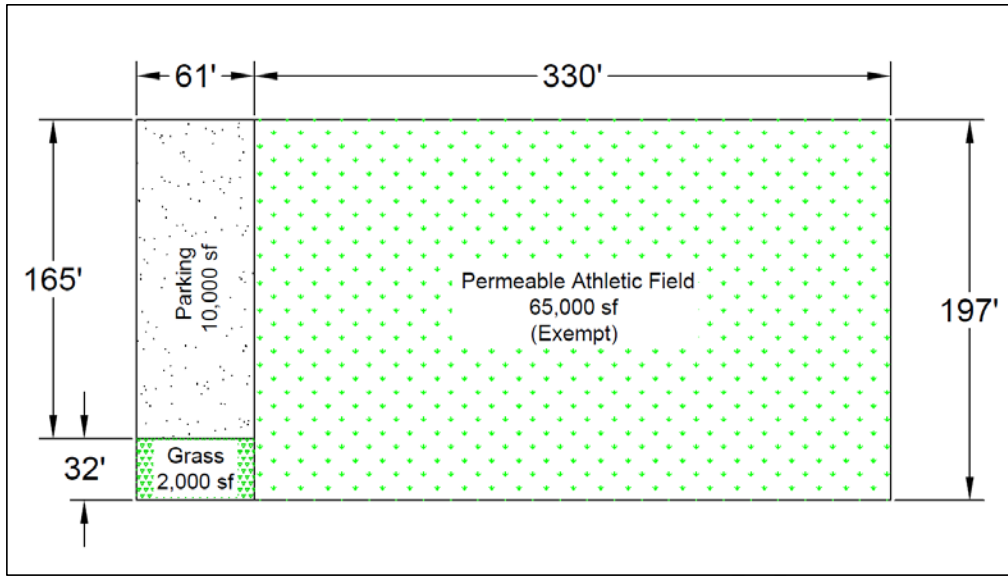 61'
330'
165'
Parking
10,000 sf
Permeable Athletic Field
65,000 sf
(Exempt)
197'
32'
Grass
2,000 sf